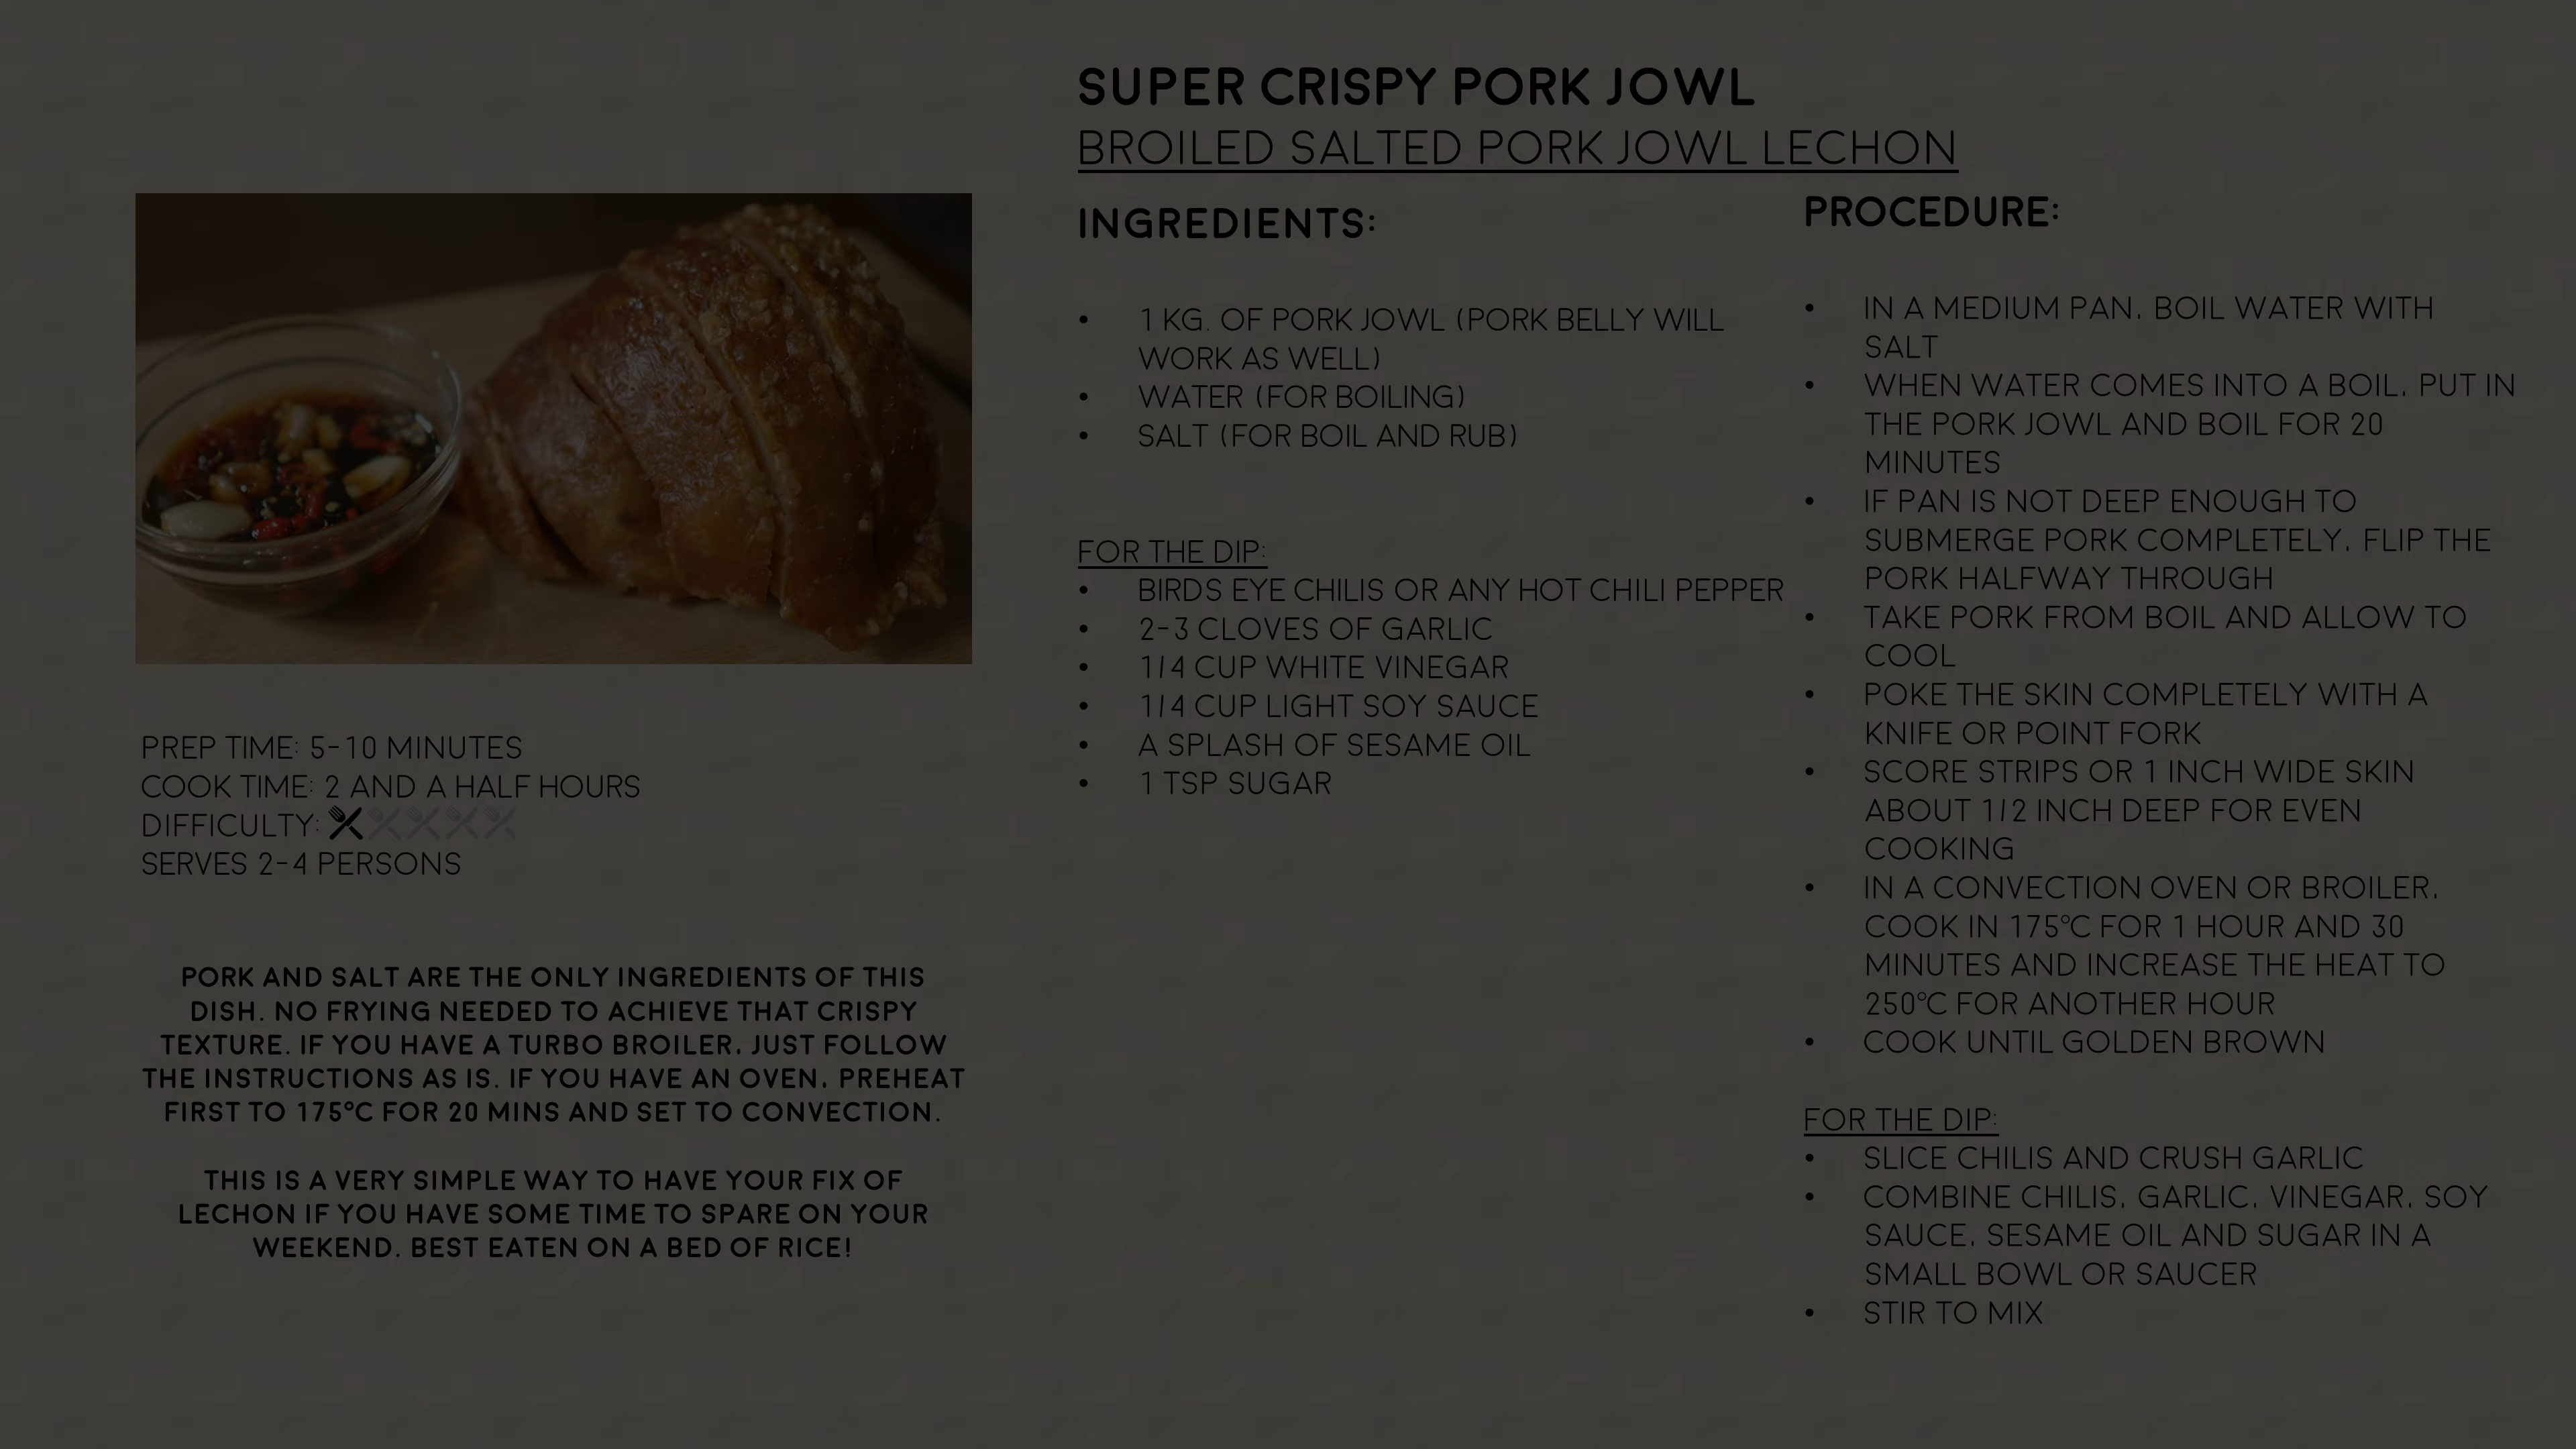 SUPER CRISPY PORK JOWL
BROILED SALTED PORK JOWL LECHON
PREP TIME: 5-10 MINUTES
COOK TIME: 2 AND A HALF HOURS
DIFFICULTY:
SERVES 2-4 PERSONS
PORK AND SALT ARE THE ONLY INGREDIENTS OF THIS
DISH. NO FRYING NEEDED TO ACHIEVE THAT CRISPY
TEXTURE. IF YOU HAVE A TURBO BROILER, JUST FOLLOW
THE INSTRUCTIONS AS IS. IF YOU HAVE AN OVEN, PREHEAT
FIRST TO 175°C FOR 20 MINS AND SET TO CONVECTION.
THIS IS A VERY SIMPLE WAY TO HAVE YOUR FIX OF
LECHON IF YOU HAVE SOME TIME TO SPARE ON YOUR
WEEKEND. BEST EATEN ON A BED OF RICE!
INGREDIENTS:
• 1 KG. OF PORK JOWL (PORK BELLY WILL
WORK AS WELL)
• WATER (FOR BOILING)
• SALT (FOR BOIL AND RUB)
FOR THE DIP:
• BIRDS EYE CHILIS OR ANY HOT CHILI PEPPER
• 2-3 CLOVES OF GARLIC
• 1/4 CUP WHITE VINEGAR
• 1/4 CUP LIGHT SOY SAUCE
• A SPLASH OF SESAME OIL
• 1 TSP SUGAR
PROCEDURE:
• IN A MEDIUM PAN, BOIL WATER WITH
SALT
• WHEN WATER COMES INTO A BOIL, PUT IN
THE PORK JOWL AND BOIL FOR 20
MINUTES
• IF PAN IS NOT DEEP ENOUGH TO
SUBMERGE PORK COMPLETELY, FLIP THE
PORK HALFWAY THROUGH
• TAKE PORK FROM BOIL AND ALLOW TO
COOL
• POKE THE SKIN COMPLETELY WITH A
KNIFE OR POINT FORK
• SCORE STRIPS OR 1 INCH WIDE SKIN
ABOUT 1/2 INCH DEEP FOR EVEN
COOKING
• IN A CONVECTION OVEN OR BROILER,
COOK IN 175°C FOR 1 HOUR AND 30
MINUTES AND INCREASE THE HEAT TO
250°C FOR ANOTHER HOUR
• COOK UNTIL GOLDEN BROWN
FOR THE DIP:
• SLICE CHILIS AND CRUSH GARLIC
• COMBINE CHILIS, GARLIC, VINEGAR, SOY
SAUCE, SESAME OIL AND SUGAR IN A
SMALL BOWL OR SAUCER
• STIR TO MIX